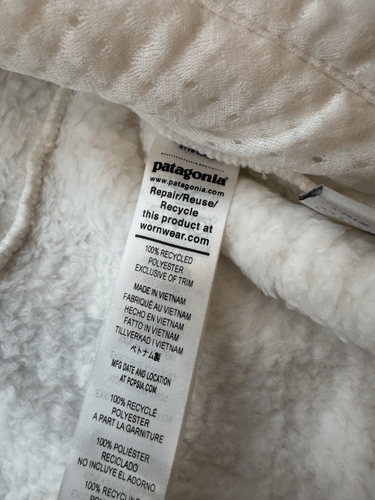 patagonia®
www.patagonia.com
Repair/Reuse/
Recycle
this product at
wornwear.com
100% RECYCLED
POLYESTER
EXCLUSIVE OF TRIM
MADE IN VIETNAM
FABRIQUÉ AU VIETNAM
HECHO EN VIETNAM
FATTO IN VIETNAM
TILLVERKAD I VIETNAM
ベトナム製
MFG DATE AND LOCATION
AT PCPSIA.COM
100% RECYCLÉ
POLYESTER
A PART LA GARNITURE
100% POLIÉSTER
RECICLADO
NO INCLUYE EL ADORNO
100%